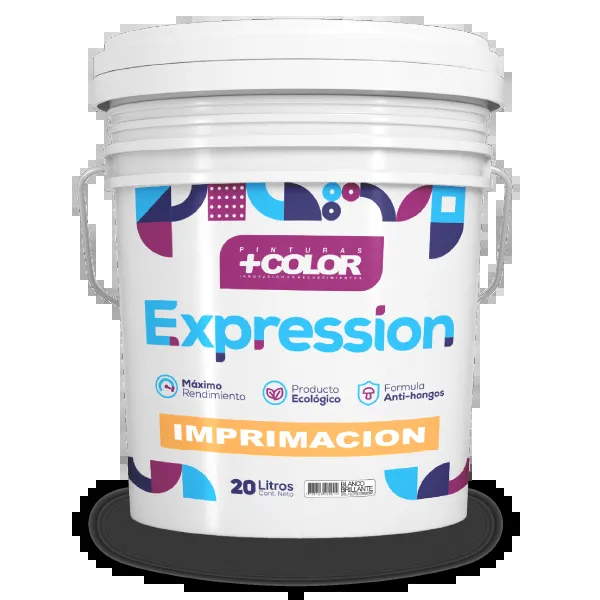 PINTURAS
+COLOR
Expression
Máximo
Rendimiento
Producto
Ecológico
Formula
Anti-hongos
IMPRIMACION
20 Litros
Cont. Neto
BLANCO
BRILLANTE